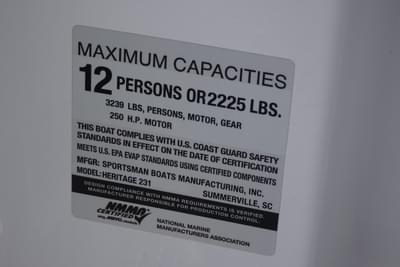 MAXIMUM CAPACITIES
12 PERSONS OR 2225 LBS.
3239 LBS, PERSONS, MOTOR, GEAR
250 H.P. MOTOR
THIS BOAT COMPLIES WITH U.S. COAST GUARD SAFETY
STANDARDS IN EFFECT ON THE DATE OF CERTIFICATION
MEETS U.S. EPA EVAP STANDARDS USING CERTIFIED COMPONENTS
MFGR: SPORTSMAN BOATS MANUFACTURING, INC.
SUMMERVILLE, SC
MODEL: HERITAGE 231
DESIGN COMPLIANCE WITH NMMA REQUIREMENTS IS VERIFIED.
MANUFACTURER RESPONSIBLE FOR PRODUCTION CONTROL.
NMMA
CERTIFIED
NATIONAL MARINE
MANUFACTURERS ASSOCIATION